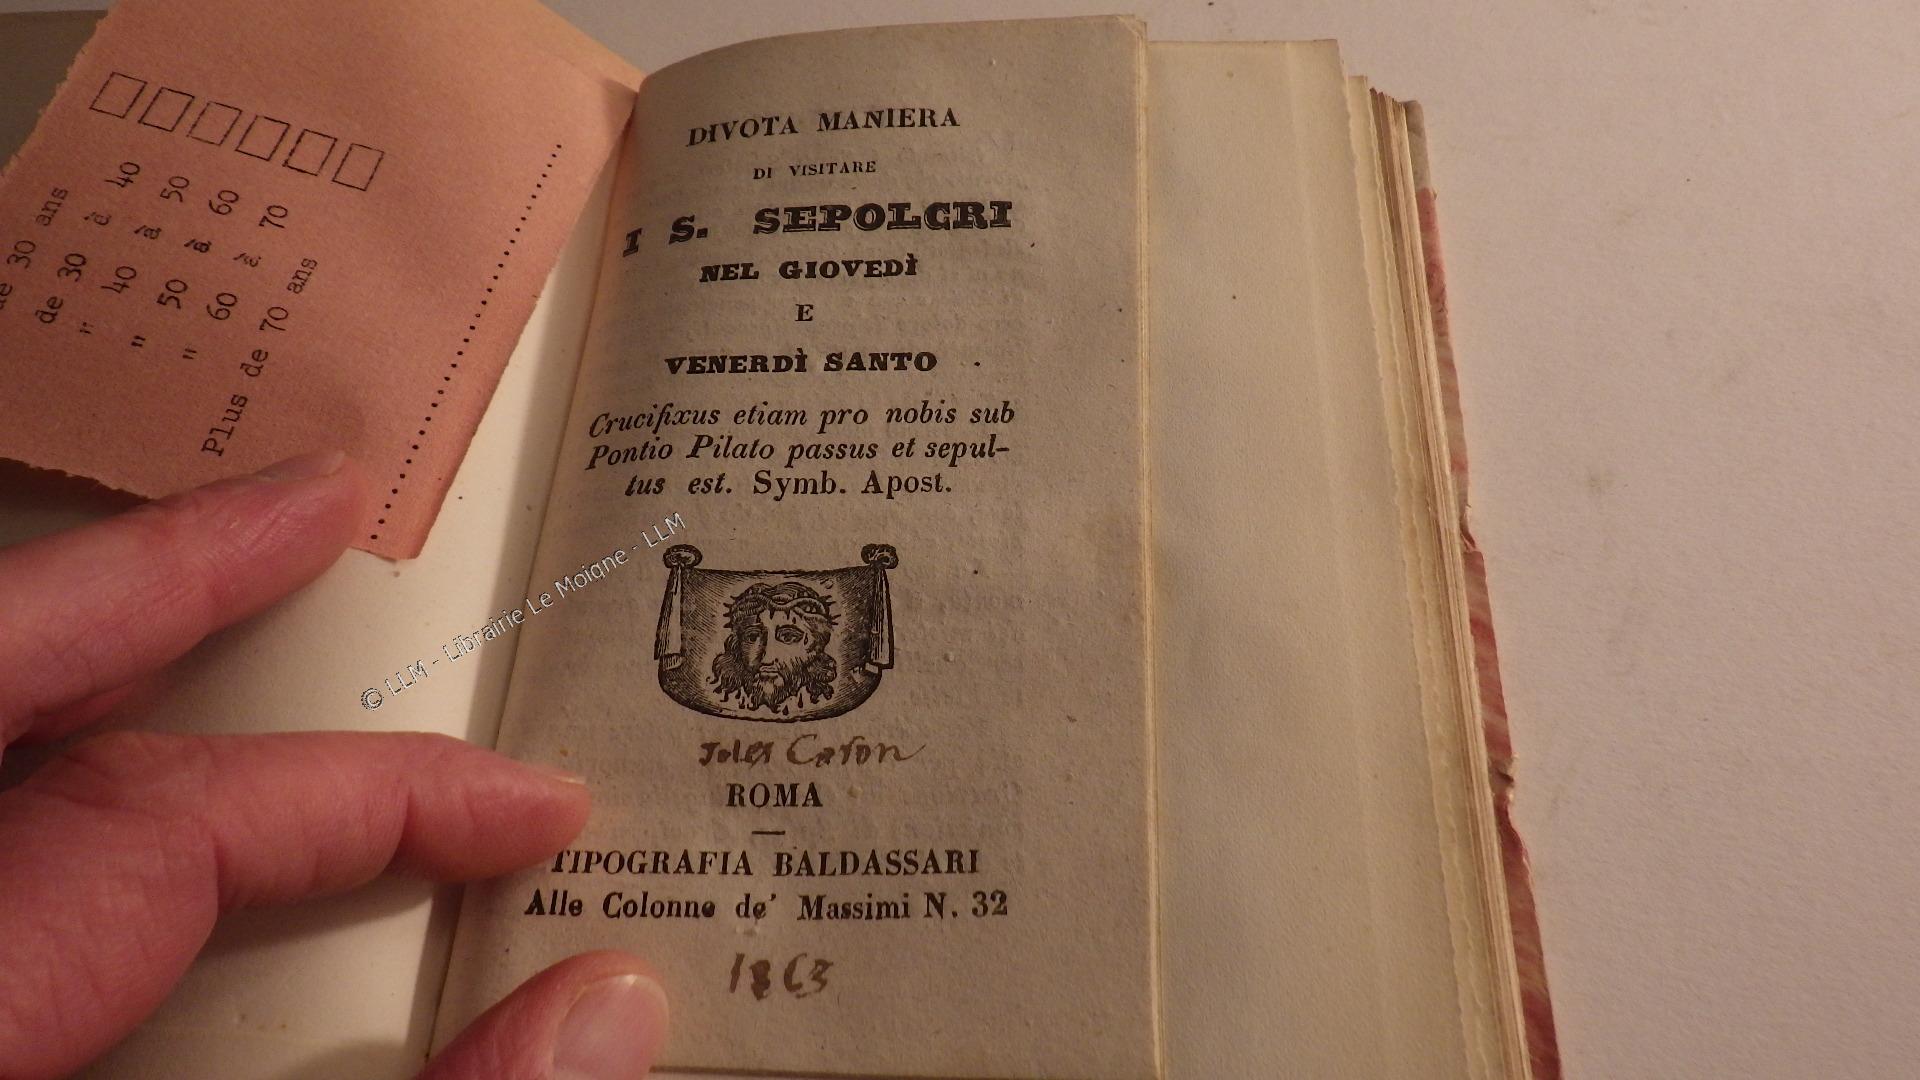 DIVOTA MANIERA
DI VISITARE
I S. SEPOLCRI
NEL GIOVEDÌ
E
VENERDÌ SANTO
Crucifixus etiam pro nobis sub
Pontio Pilato passus et sepul-
tus est. Symb. Apost.
Jules Caron
ROMA
TIPOGRAFIA BALDASSARI
Alle Colonne de' Massimi N. 32
1863
de 30 ans
de 30 à 40
" 40 à 50
" 50 à 60
" 60 à 70
Plus de 70 ans
© LLM - Librairie Le Moigne - LLM